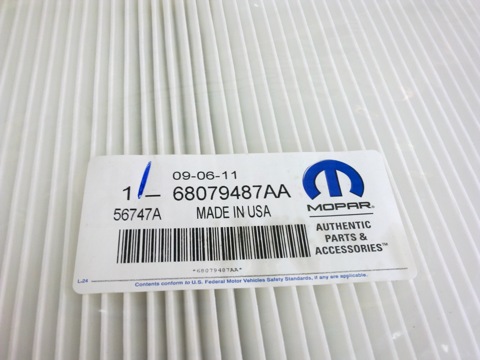 09-06-11
1 - 68079487AA
56747A MADE IN USA
*68079487AA*
MOPAR
AUTHENTIC
PARTS &
ACCESSORIES™
L-24
Contents conform to U.S. Federal Motor Vehicles Safety Standards, if any are applicable.